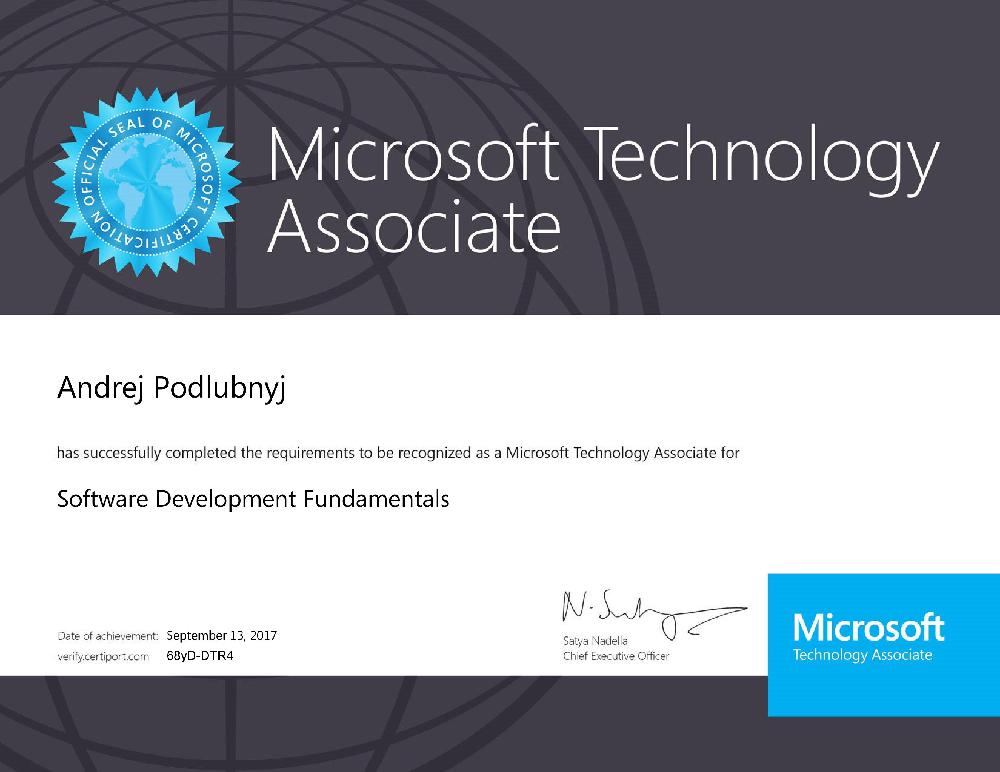 OFFICIAL SEAL OF MICROSOFT CERTIFICATION
Microsoft Technology
Associate
Andrej Podlubnyj
has successfully completed the requirements to be recognized as a Microsoft Technology Associate for
Software Development Fundamentals
Date of achievement: September 13, 2017
verify.certiport.com 68yD-DTR4
N. Satya
Satya Nadella
Chief Executive Officer
Microsoft
Technology Associate